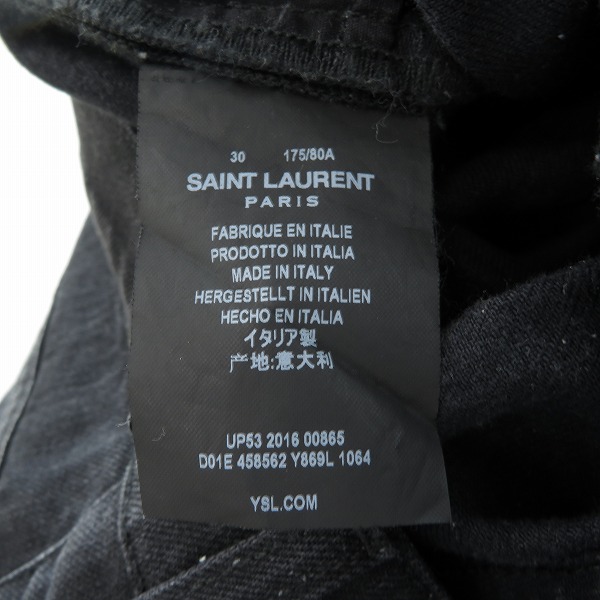 30 175/80A
SAINT LAURENT
PARIS
FABRIQUE EN ITALIE
PRODOTTO IN ITALIA
MADE IN ITALY
HERGESTELLT IN ITALIEN
HECHO EN ITALIA
イタリア製
产地:意大利
UP53 2016 00865
D01E 458562 Y869L 1064
YSL.COM